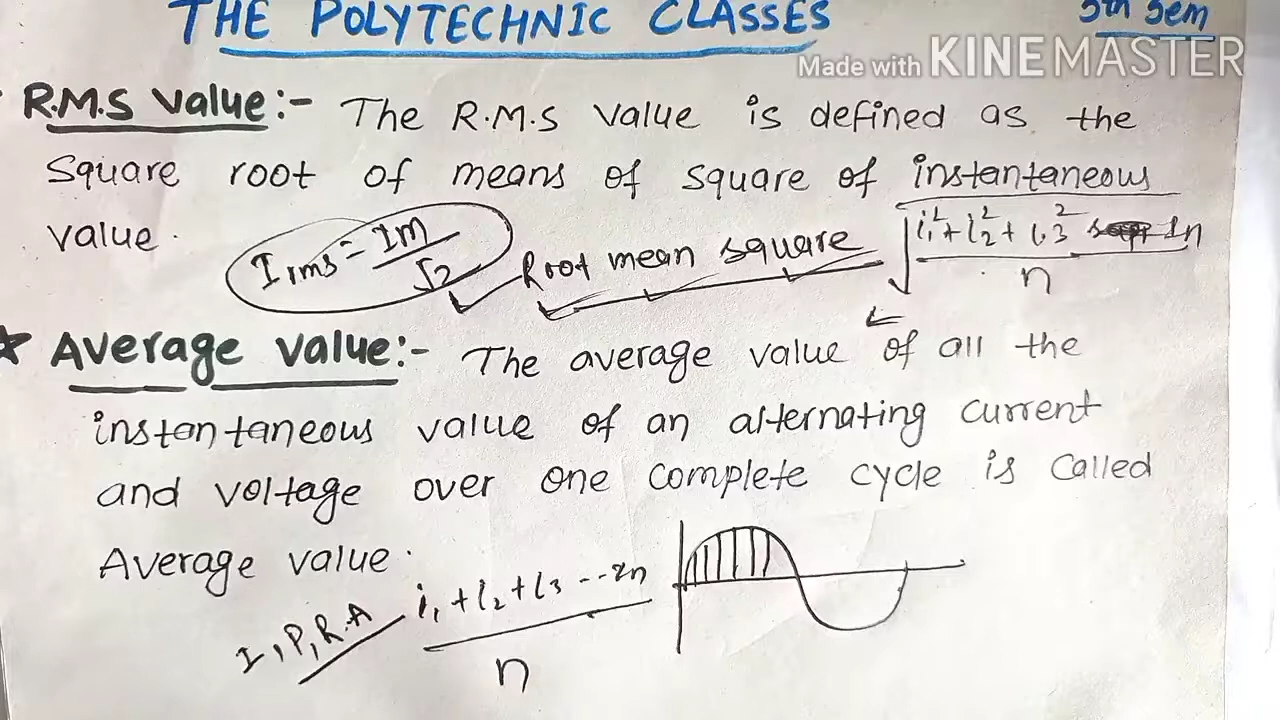 THE POLYTECHNIC CLASSES
5th Sem
Made with KINEMASTER
R.M.S Value:- The R.M.S Value is defined as the
Square root of means of square of instantaneous
value.
Irms = Im/√2
Root mean square
√(i₁² + i₂² + i₃² In / n)
★ Average value:- The average value of all the
instantaneous value of an alternating current
and voltage over one complete cycle is called
Average value.
I, P, R.A
i₁ + i₂ + i₃ --- In / n